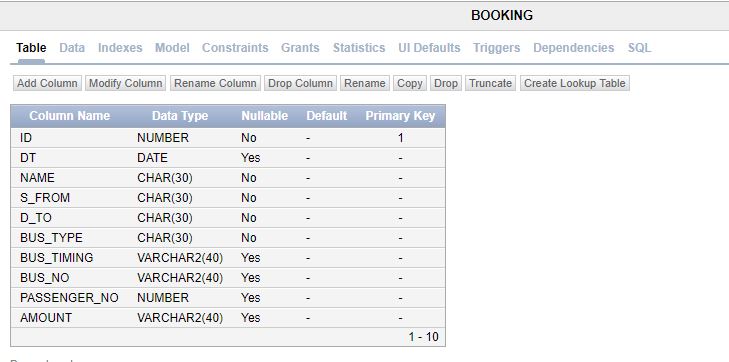 BOOKING
Table Data Indexes Model Constraints Grants Statistics UI Defaults Triggers Dependencies SQL
Add Column Modify Column Rename Column Drop Column Rename Copy Drop Truncate Create Lookup Table
Column Name Data Type Nullable Default Primary Key
ID NUMBER No - 1
DT DATE Yes - -
NAME CHAR(30) No - -
S_FROM CHAR(30) No - -
D_TO CHAR(30) No - -
BUS_TYPE CHAR(30) No - -
BUS_TIMING VARCHAR2(40) Yes - -
BUS_NO VARCHAR2(40) Yes - -
PASSENGER_NO NUMBER Yes - -
AMOUNT VARCHAR2(40) Yes - -
1 - 10